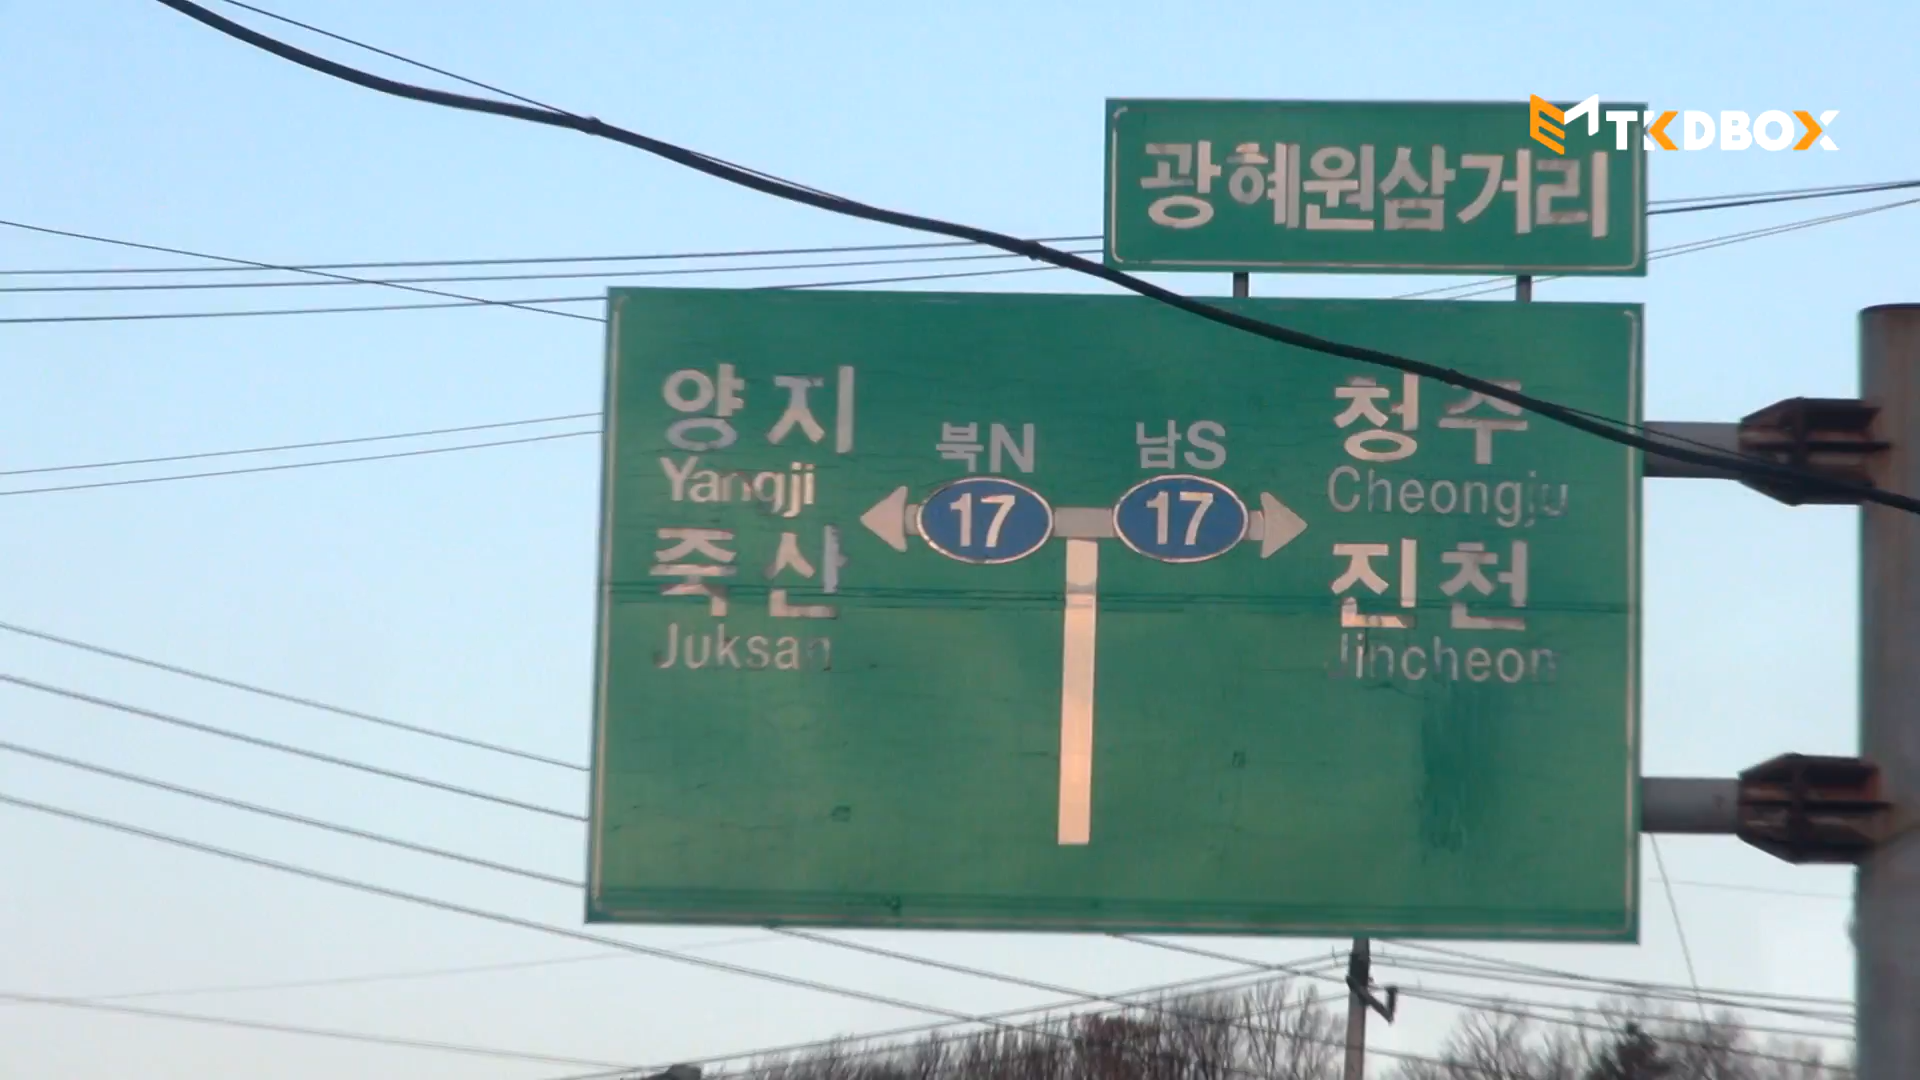 MTKDBOX
광혜원삼거리
양지
Yangji
죽산
Juksan
북N
17
남S
17
청주
Cheongju
진천
Jincheon